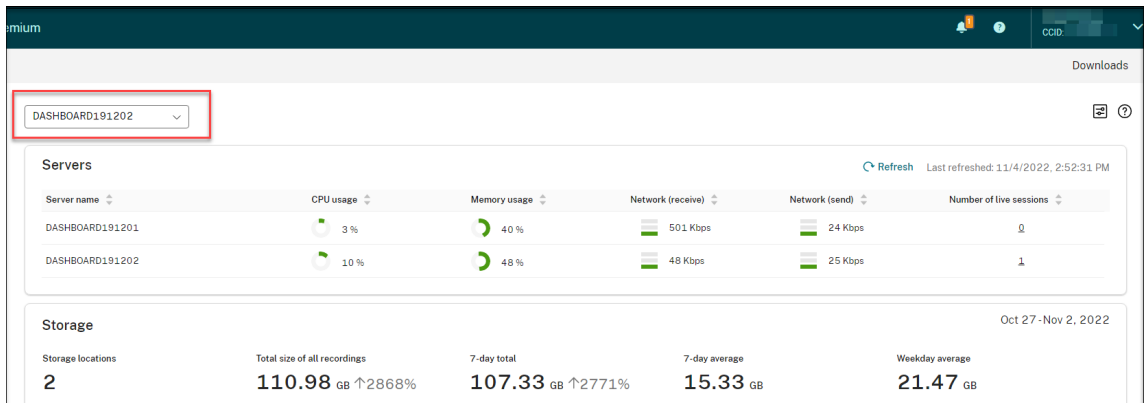 emium
1
CCID:
Downloads
DASHBOARD191202
Servers
Refresh Last refreshed: 11/4/2022, 2:52:31 PM
Server name CPU usage Memory usage Network (receive) Network (send) Number of live sessions
DASHBOARD191201 3 % 40 % 501 Kbps 24 Kbps 0
DASHBOARD191202 10 % 48 % 48 Kbps 25 Kbps 1
Storage
Oct 27 - Nov 2, 2022
Storage locations Total size of all recordings 7-day total 7-day average Weekday average
2 110.98 GB ↑2868% 107.33 GB ↑2771% 15.33 GB 21.47 GB